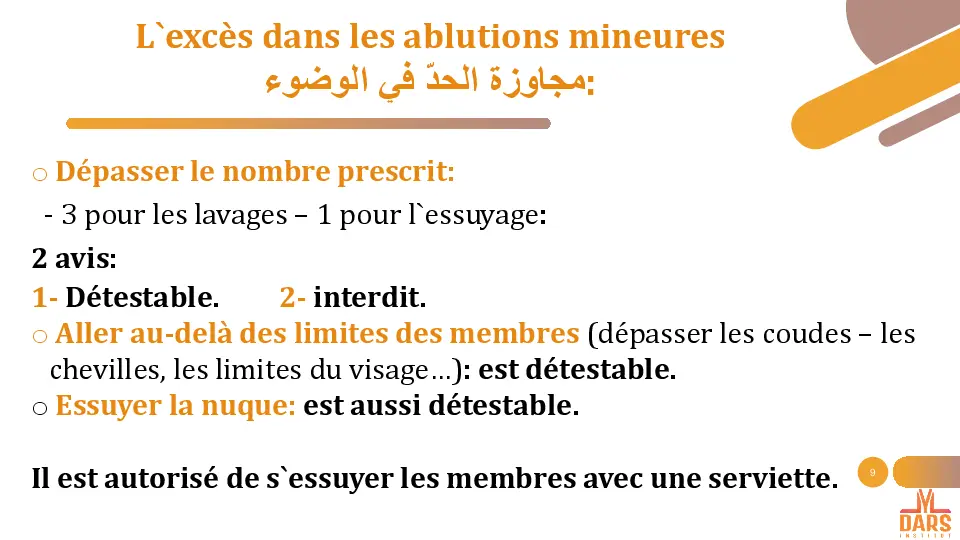 L`excès dans les ablutions mineures
مجاوزة الحدّ في الوضوء:
o Dépasser le nombre prescrit:
- 3 pour les lavages – 1 pour l`essuyage:
2 avis:
1- Détestable. 2- interdit.
o Aller au-delà des limites des membres (dépasser les coudes – les
chevilles, les limites du visage…): est détestable.
o Essuyer la nuque: est aussi détestable.
Il est autorisé de s`essuyer les membres avec une serviette.
9
DARS
INSTITUT